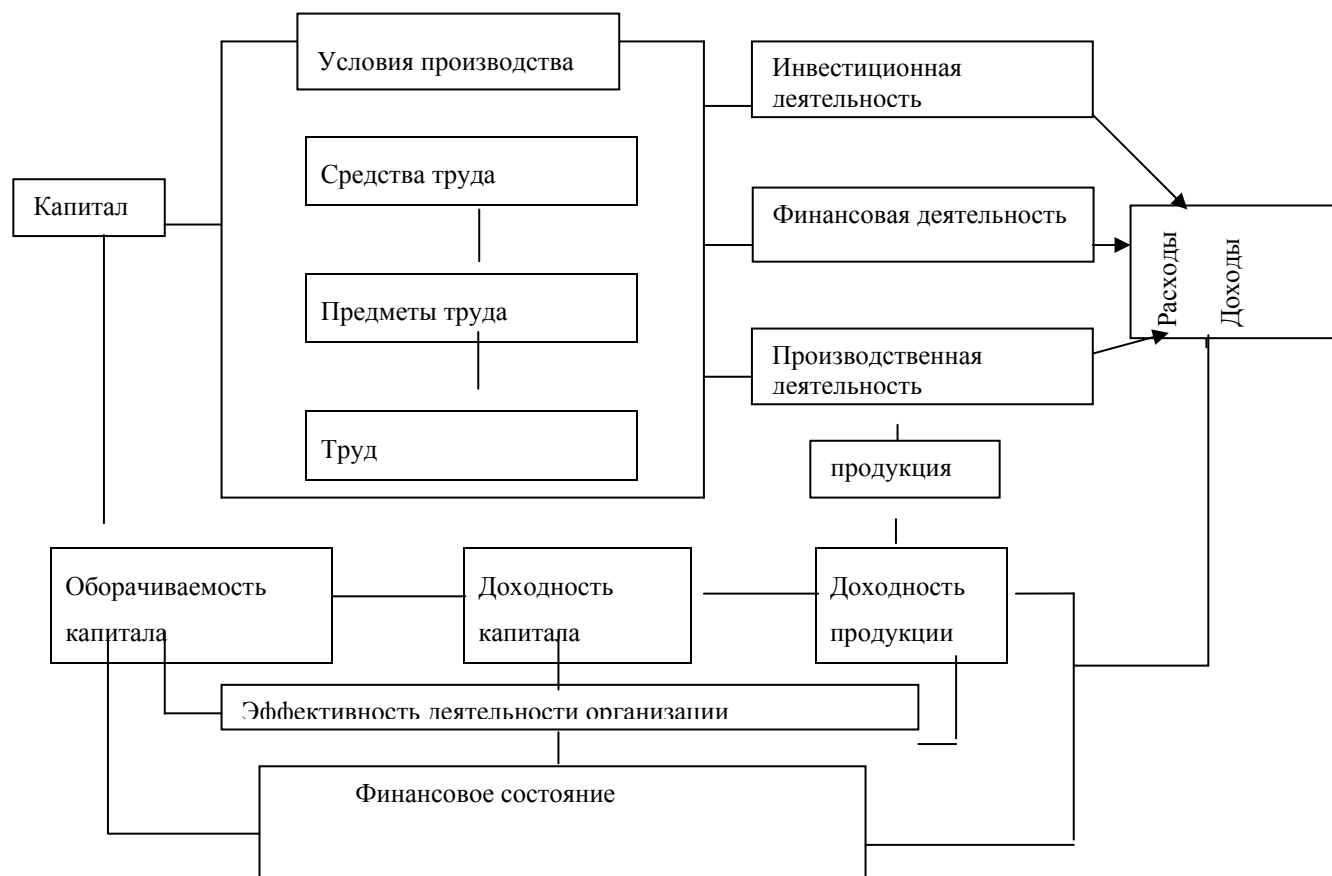 Условия производства
Инвестиционная
деятельность
Средства труда
Капитал
Финансовая деятельность
Расходы
Доходы
Предметы труда
Производственная
деятельность
Труд
продукция
Оборачиваемость
капитала
Доходность
капитала
Доходность
продукции
Эффективность деятельности организации
Финансовое состояние